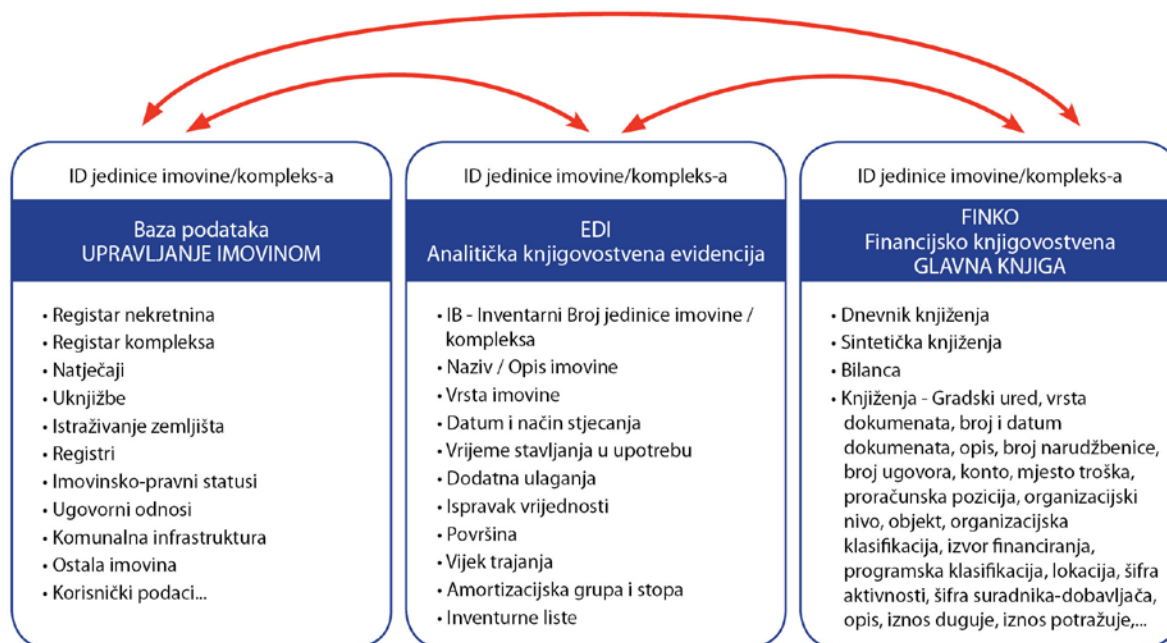 ID jedinice imovine/kompleks-a
Baza podataka
UPRAVLJANJE IMOVINOM
• Registar nekretnina
• Registar kompleksa
• Natječaji
• Uknjižbe
• Istraživanje zemljišta
• Registri
• Imovinsko-pravni statusi
• Ugovorni odnosi
• Komunalna infrastruktura
• Ostala imovina
• Korisnički podaci...
ID jedinice imovine/kompleks-a
EDI
Analitička knjigovostvena evidencija
• IB - Inventarni Broj jedinice imovine /
kompleksa
• Naziv / Opis imovine
• Vrsta imovine
• Datum i način stjecanja
• Vrijeme stavljanja u upotrebu
• Dodatna ulaganja
• Ispravak vrijednosti
• Površina
• Vijek trajanja
• Amortizacijska grupa i stopa
• Inventurne liste
ID jedinice imovine/kompleks-a
FINKO
Financijsko knjigovostvena
GLAVNA KNJIGA
• Dnevnik knjiženja
• Sintetička knjiženja
• Bilanca
• Knjiženja - Gradski ured, vrsta
dokumenata, broj i datum
dokumenata, opis, broj narudžbenice,
broj ugovora, konto, mjesto troška,
proračunska pozicija, organizacijski
nivo, objekt, organizacijska
klasifikacija, izvor financiranja,
programska klasifikacija, lokacija, šifra
aktivnosti, šifra suradnika-dobavljača,
opis, iznos duguje, iznos potražuje,...